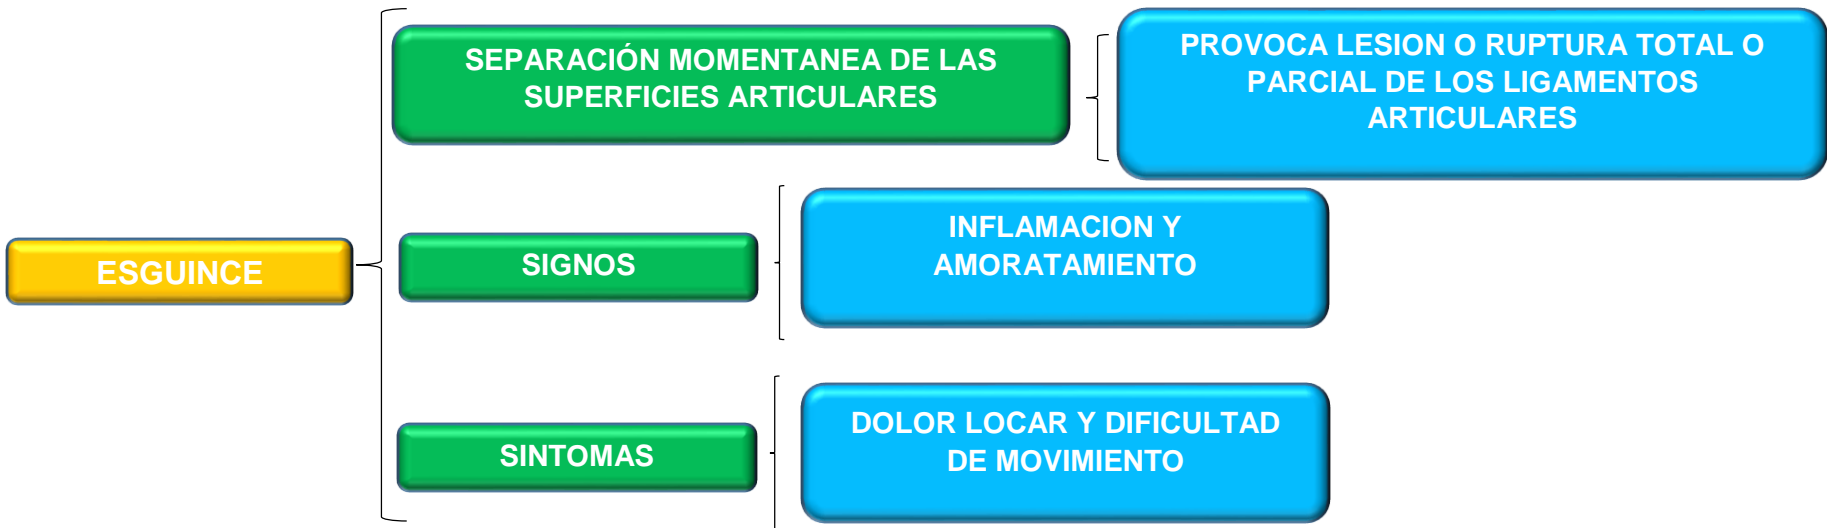 SEPARACIÓN MOMENTANEA DE LAS
SUPERFICIES ARTICULARES
PROVOCA LESION O RUPTURA TOTAL O
PARCIAL DE LOS LIGAMENTOS
ARTICULARES
ESGUINCE
SIGNOS
INFLAMACION Y
AMORATAMIENTO
SINTOMAS
DOLOR LOCAR Y DIFICULTAD
DE MOVIMIENTO